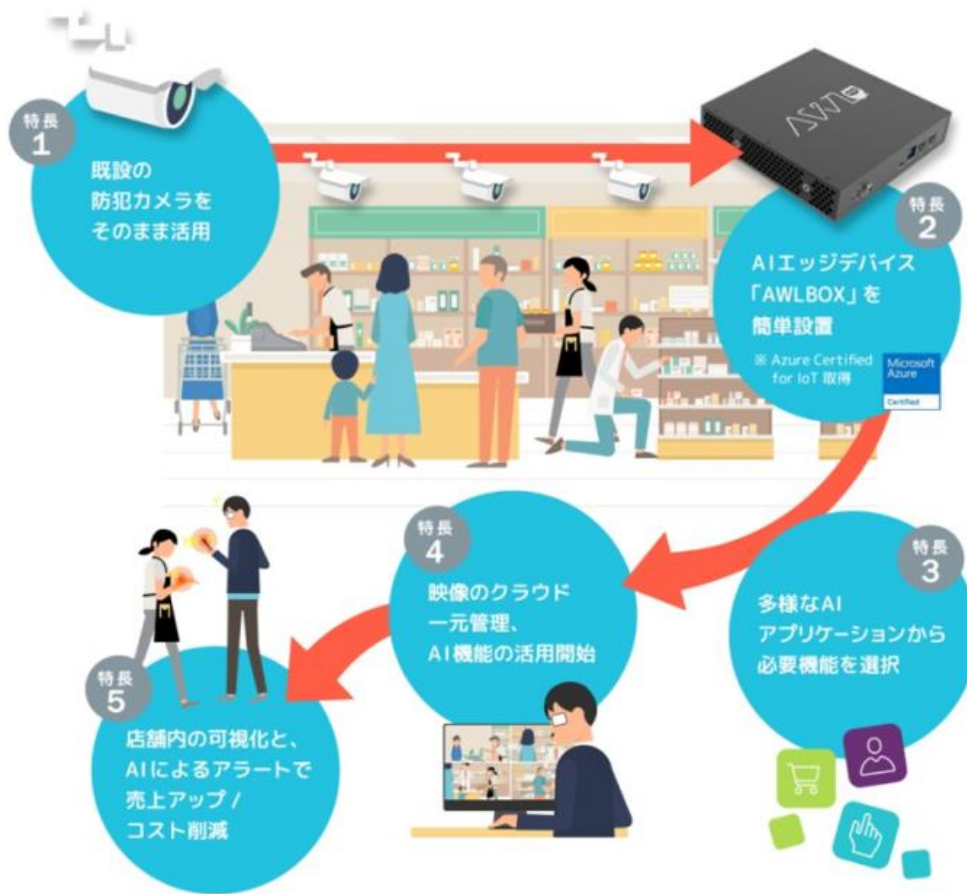 特長
1
既設の
防犯カメラを
そのまま活用
AWL
特長
2
AIエッジデバイス
「AWLBOX」を
簡単設置
※ Azure Certified
for IoT 取得
Microsoft
Azure
Certified
特長
3
多様なAI
アプリケーションから
必要機能を選択
特長
4
映像のクラウド
一元管理、
AI機能の活用開始
特長
5
店舗内の可視化と、
AIによるアラートで
売上アップ /
コスト削減